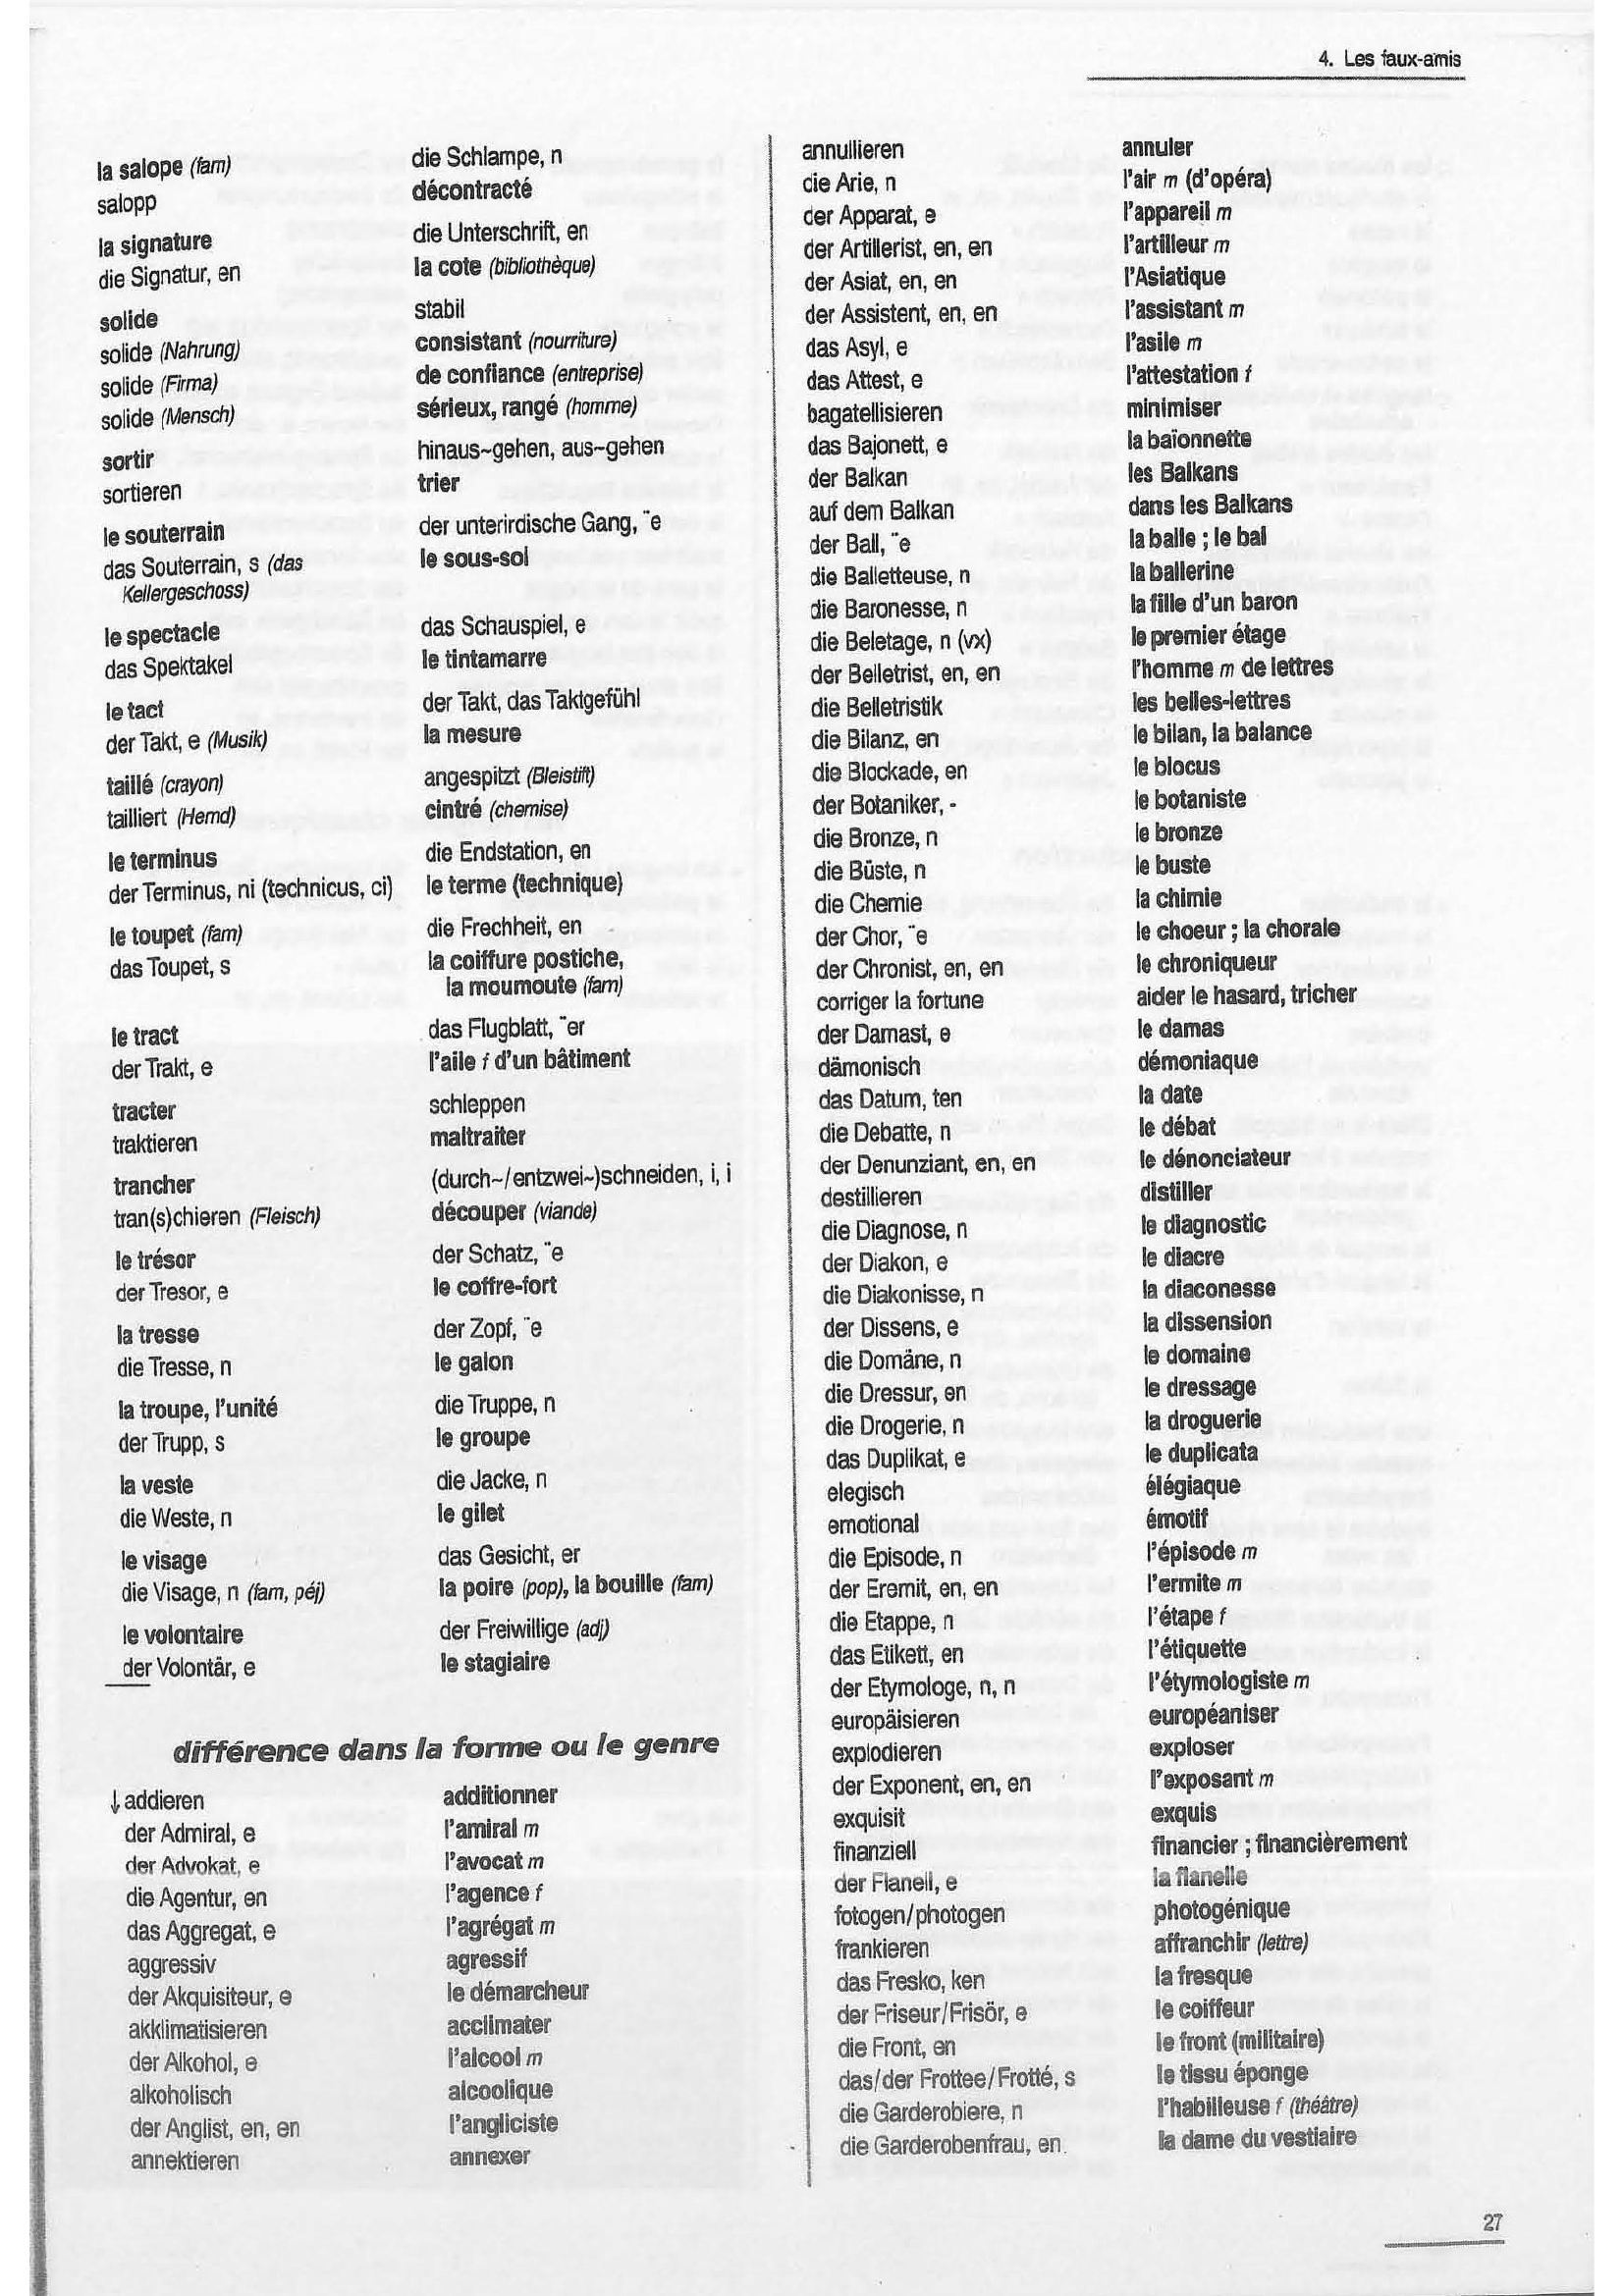 4. Les faux-amis
la salope (fam) die Schlampe, n
salopp décontracté
la signature die Unterschrift, en
die Signatur, en la cote (bibliothèque)
solide stabil
solide (Nahrung) consistant (nourriture)
solide (Firma) de confiance (entreprise)
solide (Mensch) sérieux, rangé (homme)
sortir hinaus~gehen, aus~gehen
sortieren trier
le souterrain der unterirdische Gang, ¨e
das Souterrain, s (das le sous-sol
Kellergeschoss)
le spectacle das Schauspiel, e
das Spektakel le tintamarre
le tact der Takt, das Taktgefühl
der Takt, e (Musik) la mesure
taillé (crayon) angespitzt (Bleistift)
tailliert (Hemd) cintré (chemise)
le terminus die Endstation, en
der Terminus, ni (technicus, ci) le terme (technique)
le toupet (fam) die Frechheit, en
das Toupet, s la coiffure postiche,
la moumoute (fam)
le tract das Flugblatt, ¨er
der Trakt, e l'aile f d'un bâtiment
tracter schleppen
traktieren maltraiter
trancher (durch~/entzwei~)schneiden, i, i
tran(s)chieren (Fleisch) découper (viande)
le trésor der Schatz, ¨e
der Tresor, e le coffre-fort
la tresse der Zopf, ¨e
die Tresse, n le galon
la troupe, l'unité die Truppe, n
der Trupp, s le groupe
la veste die Jacke, n
die Weste, n le gilet
le visage das Gesicht, er
die Visage, n (fam, péj) la poire (pop), la bouille (fam)
le volontaire der Freiwillige (adj)
der Volontär, e le stagiaire
différence dans la forme ou le genre
↓ addieren additionner
der Admiral, e l'amiral m
der Advokat, e l'avocat m
die Agentur, en l'agence f
das Aggregat, e l'agrégat m
aggressiv agressif
der Akquisiteur, e le démarcheur
akklimatisieren acclimater
der Alkohol, e l'alcool m
alkoholisch alcoolique
der Anglist, en, en l'angliciste
annektieren annexer
annullieren annuler
die Arie, n l'air m (d'opéra)
der Apparat, e l'appareil m
der Artillerist, en, en l'artilleur m
der Asiat, en, en l'Asiatique
der Assistent, en, en l'assistant m
das Asyl, e l'asile m
das Attest, e l'attestation f
bagatellisieren minimiser
das Bajonett, e la baïonnette
der Balkan les Balkans
auf dem Balkan dans les Balkans
der Ball, ¨e la balle ; le bal
die Balletteuse, n la ballerine
die Baronesse, n la fille d'un baron
die Beletage, n (vx) le premier étage
der Belletrist, en, en l'homme m de lettres
die Belletristik les belles-lettres
die Bilanz, en le bilan, la balance
die Blockade, en le blocus
der Botaniker, - le botaniste
die Bronze, n le bronze
die Büste, n le buste
die Chemie la chimie
der Chor, ¨e le choeur ; la chorale
der Chronist, en, en le chroniqueur
corriger la fortune aider le hasard, tricher
der Damast, e le damas
dämonisch démoniaque
das Datum, ten la date
die Debatte, n le débat
der Denunziant, en, en le dénonciateur
destillieren distiller
die Diagnose, n le diagnostic
der Diakon, e le diacre
die Diakonisse, n la diaconesse
der Dissens, e la dissension
die Domäne, n le domaine
die Dressur, en le dressage
die Drogerie, n la droguerie
das Duplikat, e le duplicata
elegisch élégiaque
emotional émotif
die Episode, n l'épisode m
der Eremit, en, en l'ermite m
die Etappe, n l'étape f
das Etikett, en l'étiquette
der Etymologe, n, n l'étymologiste m
europäisieren européaniser
explodieren exploser
der Exponent, en, en l'exposant m
exquisit exquis
finanziell financier ; financièrement
der Flanell, e la flanelle
fotogen/photogen photogénique
frankieren affranchir (lettre)
das Fresko, ken la fresque
der Friseur/Frisör, e le coiffeur
die Front, en le front (militaire)
das/der Frottee/Frotté, s le tissu éponge
die Garderobiere, n l'habilleuse f (théâtre)
die Garderobenfrau, en la dame du vestiaire
27